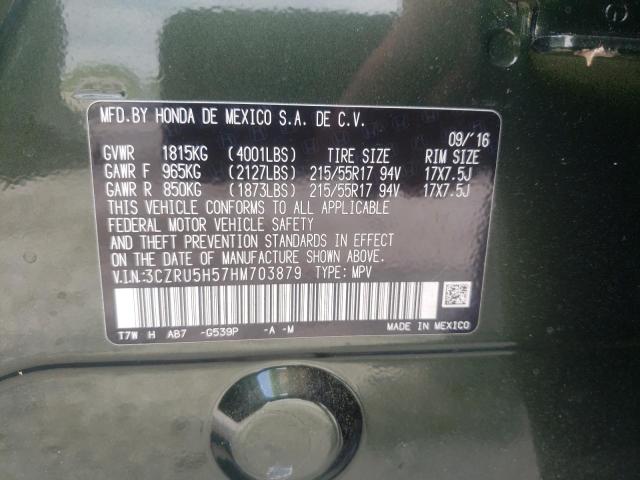 MFD.BY HONDA DE MEXICO S.A. DE C.V.
09/'16
GVWR 1815KG (4001LBS) TIRE SIZE RIM SIZE
GAWR F 965KG (2127LBS) 215/55R17 94V 17X7.5J
GAWR R 850KG (1873LBS) 215/55R17 94V 17X7.5J
THIS VEHICLE CONFORMS TO ALL APPLICABLE
FEDERAL MOTOR VEHICLE SAFETY
AND THEFT PREVENTION STANDARDS IN EFFECT
ON THE DATE OF MANUFACTURE SHOWN ABOVE.
V.I.N.:3CZRU5H57HM703879 TYPE: MPV
T7W H AB7 -G539P -A -M MADE IN MEXICO